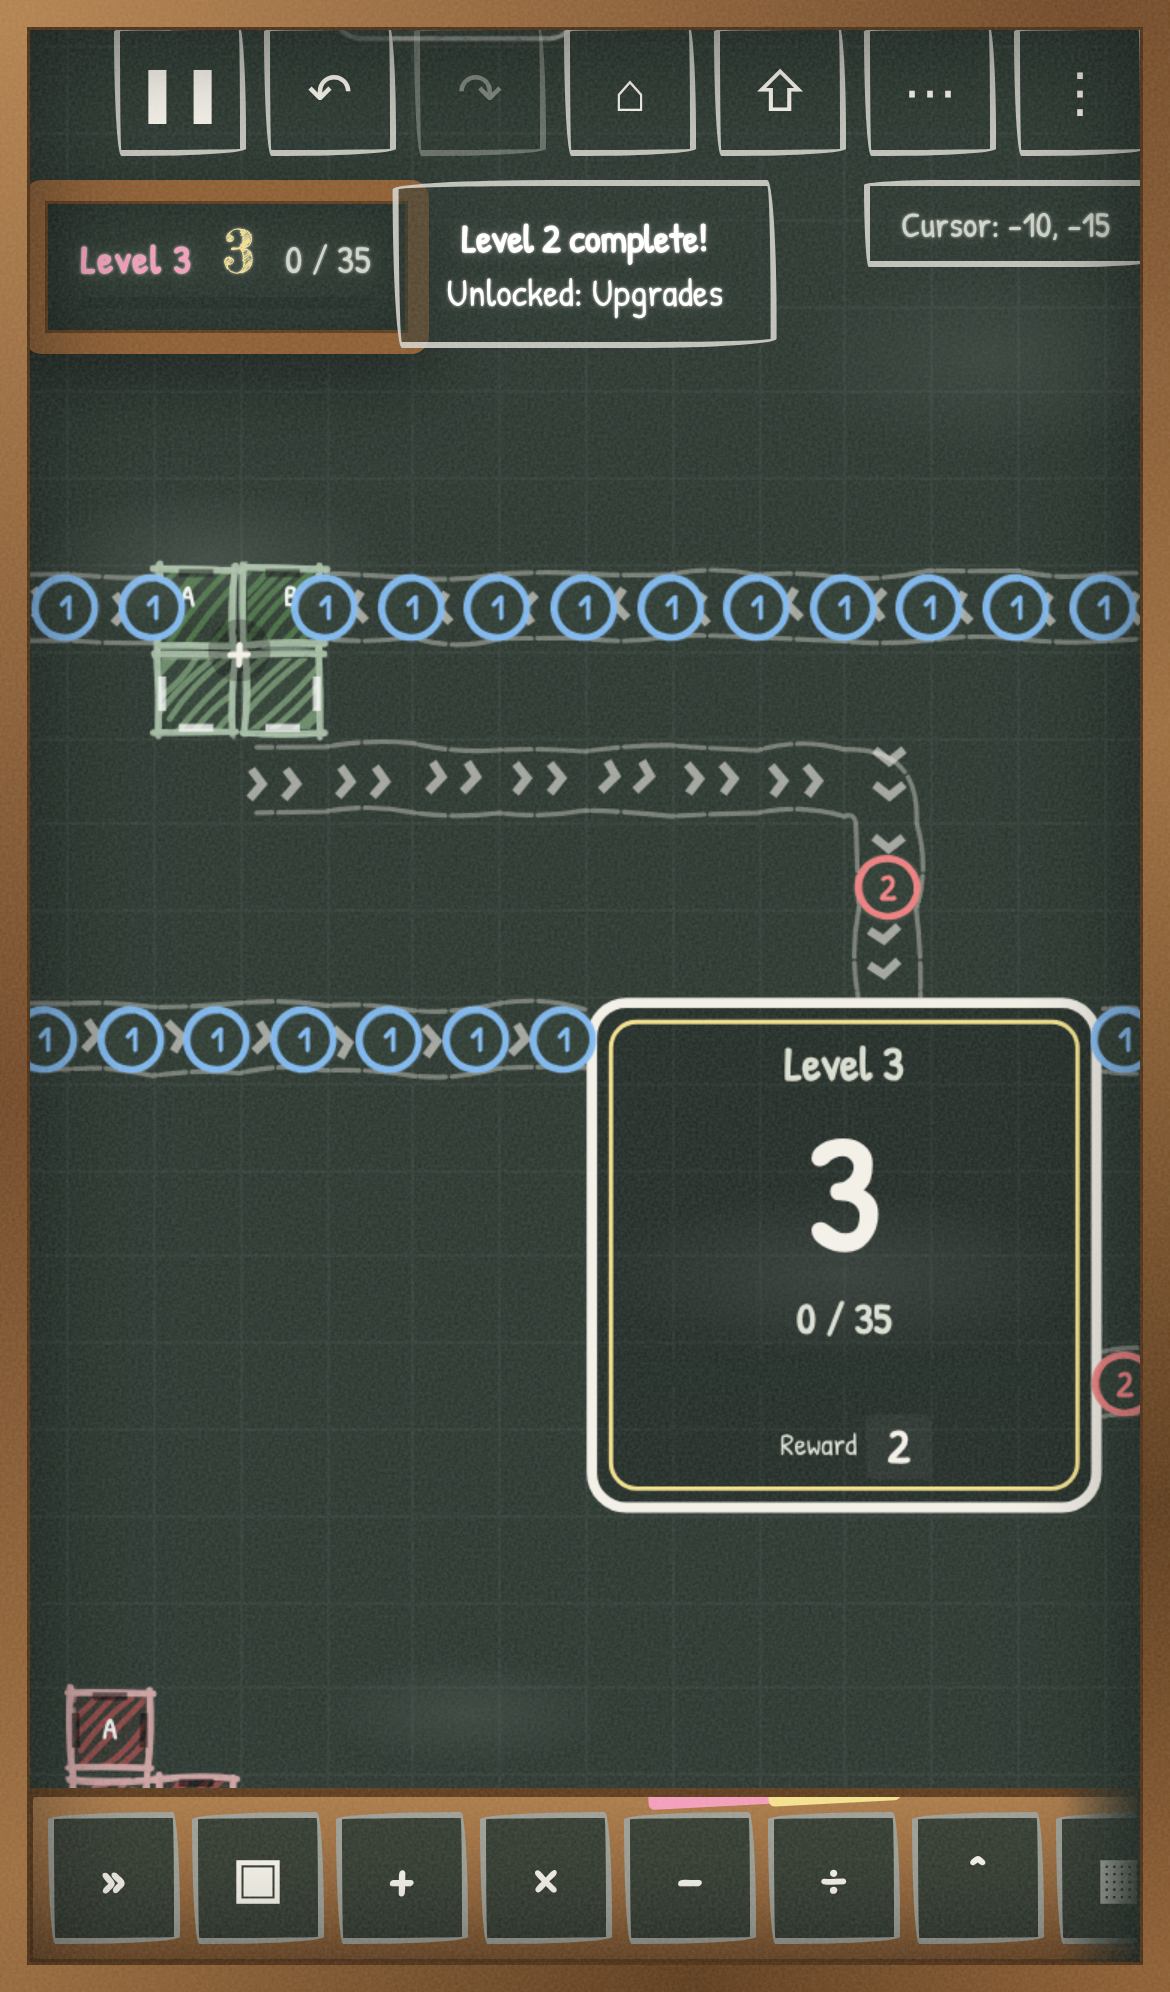 Level 3 3 0 / 35
Level 2 complete!
Unlocked: Upgrades
Cursor: -10, -15
1 1 A B 1 1 1 1 1 1 1 1 1 1
+
2
1 1 1 1 1 1 1 1
Level 3
3
0 / 35
2
Reward 2
A
» + × − ÷ ^